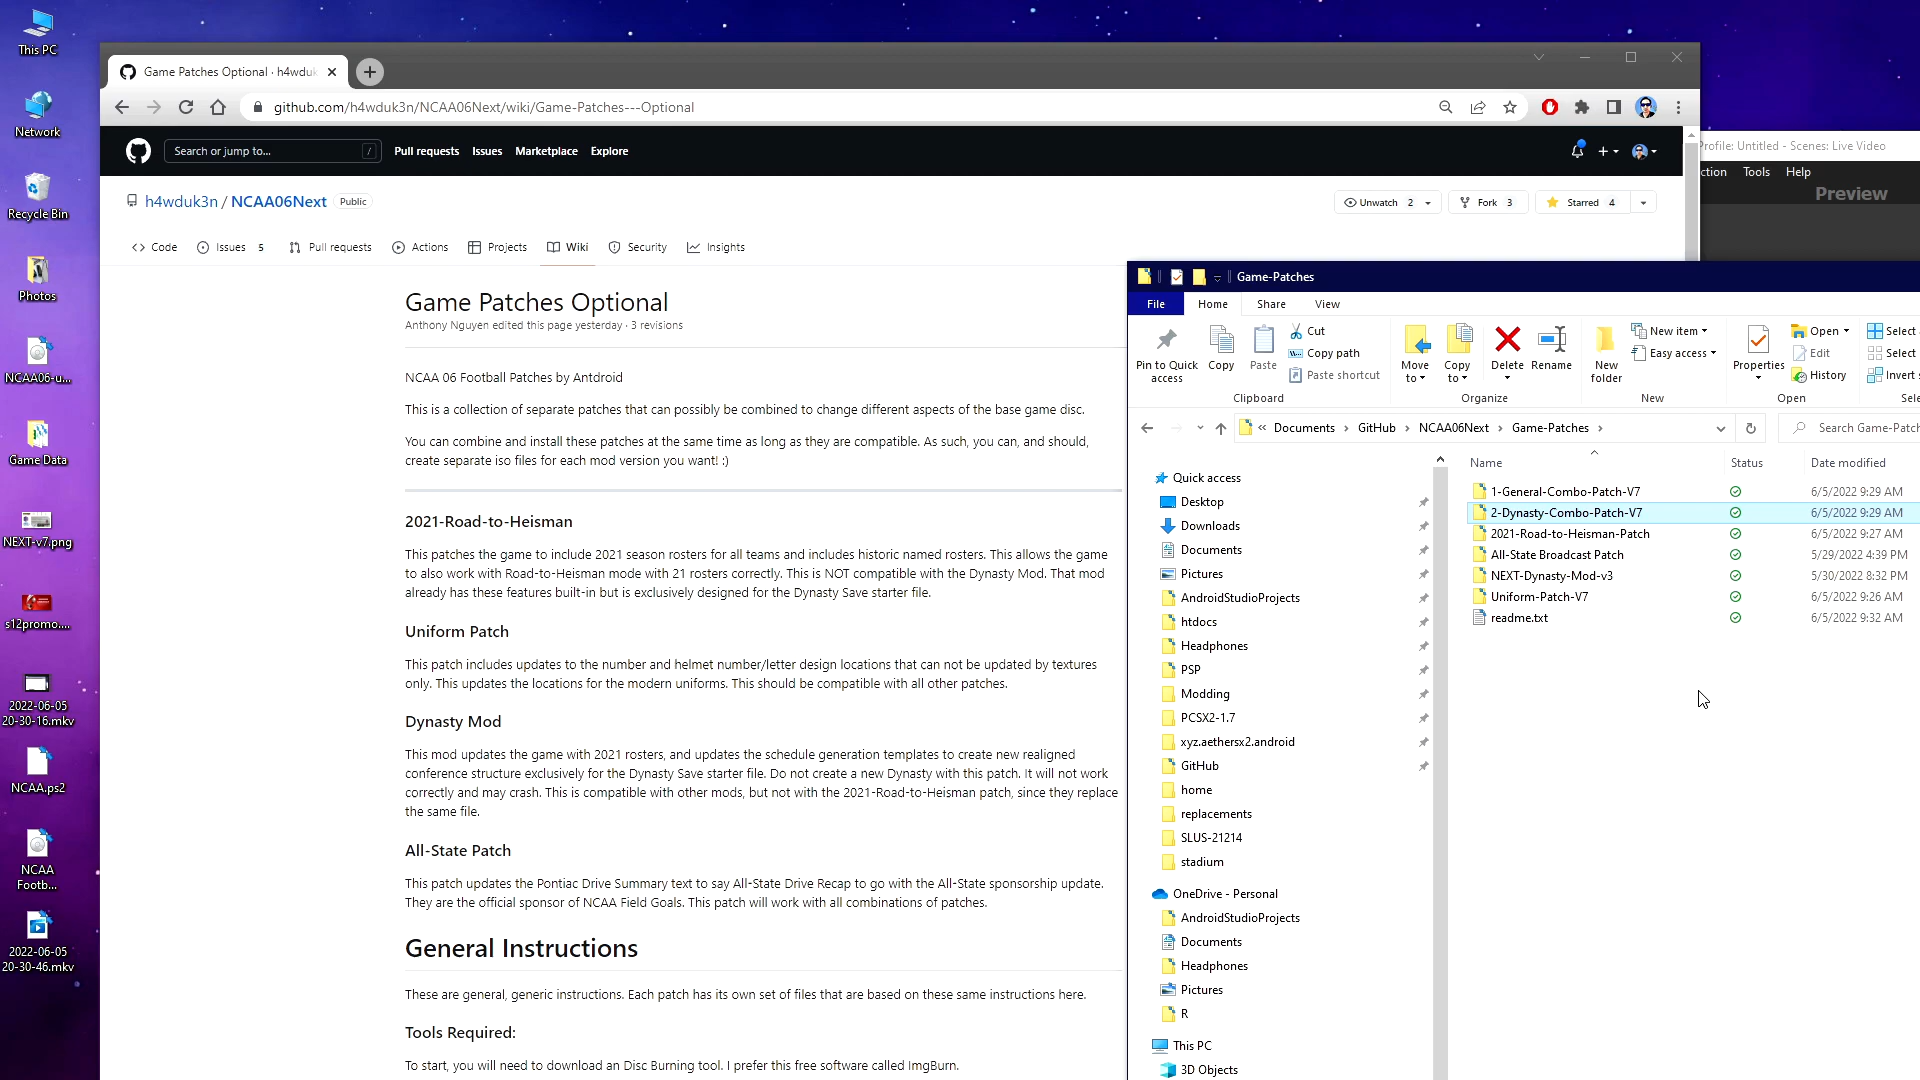 This PC
Network
Recycle Bin
Photos
NCAA06-u...
Game Data
NEXT-v7.png
s12promo....
2022-06-05
20-30-16.mkv
NCAA.ps2
NCAA
Footb...
2022-06-05
20-30-46.mkv
Game Patches Optional · h4wduk
github.com/h4wduk3n/NCAA06Next/wiki/Game-Patches---Optional
Search or jump to...
/
Pull requests
Issues
Marketplace
Explore
h4wduk3n / NCAA06Next
Public
Unwatch 2
Fork 3
Starred 4
Code
Issues 5
Pull requests
Actions
Projects
Wiki
Security
Insights
Game Patches Optional
Anthony Nguyen edited this page yesterday · 3 revisions
NCAA 06 Football Patches by Antdroid
This is a collection of separate patches that can possibly be combined to change different aspects of the base game disc.
You can combine and install these patches at the same time as long as they are compatible. As such, you can, and should,
create separate iso files for each mod version you want! :)
2021-Road-to-Heisman
This patches the game to include 2021 season rosters for all teams and includes historic named rosters. This allows the game
to also work with Road-to-Heisman mode with 21 rosters correctly. This is NOT compatible with the Dynasty Mod. That mod
already has these features built-in but is exclusively designed for the Dynasty Save starter file.
Uniform Patch
This patch includes updates to the number and helmet number/letter design locations that can not be updated by textures
only. This updates the locations for the modern uniforms. This should be compatible with all other patches.
Dynasty Mod
This mod updates the game with 2021 rosters, and updates the schedule generation templates to create new realigned
conference structure exclusively for the Dynasty Save starter file. Do not create a new Dynasty with this patch. It will not work
correctly and may crash. This is compatible with other mods, but not with the 2021-Road-to-Heisman patch, since they replace
the same file.
All-State Patch
This patch updates the Pontiac Drive Summary text to say All-State Drive Recap to go with the All-State sponsorship update.
They are the official sponsor of NCAA Field Goals. This patch will work with all combinations of patches.
General Instructions
These are general, generic instructions. Each patch has its own set of files that are based on these same instructions here.
Tools Required:
To start, you will need to download an Disc Burning tool. I prefer this free software called ImgBurn.
Profile: Untitled - Scenes: Live Video
ction
Tools
Help
Preview
Game-Patches
File
Home
Share
View
Pin to Quick
access
Copy
Paste
Cut
Copy path
Paste shortcut
Clipboard
Move
to
Copy
to
Delete
Rename
Organize
New
folder
New item
Easy access
New
Properties
Open
Edit
History
Open
Select
Select
Invert s
Sele
« Documents › GitHub › NCAA06Next › Game-Patches ›
Search Game-Patch
Name
Status
Date modified
1-General-Combo-Patch-V7
6/5/2022 9:29 AM
2-Dynasty-Combo-Patch-V7
6/5/2022 9:29 AM
2021-Road-to-Heisman-Patch
6/5/2022 9:27 AM
All-State Broadcast Patch
5/29/2022 4:39 PM
NEXT-Dynasty-Mod-v3
5/30/2022 8:32 PM
Uniform-Patch-V7
6/5/2022 9:26 AM
readme.txt
6/5/2022 9:32 AM
Quick access
Desktop
Downloads
Documents
Pictures
AndroidStudioProjects
htdocs
Headphones
PSP
Modding
PCSX2-1.7
xyz.aethersx2.android
GitHub
home
replacements
SLUS-21214
stadium
OneDrive - Personal
AndroidStudioProjects
Documents
Headphones
Pictures
R
This PC
3D Objects